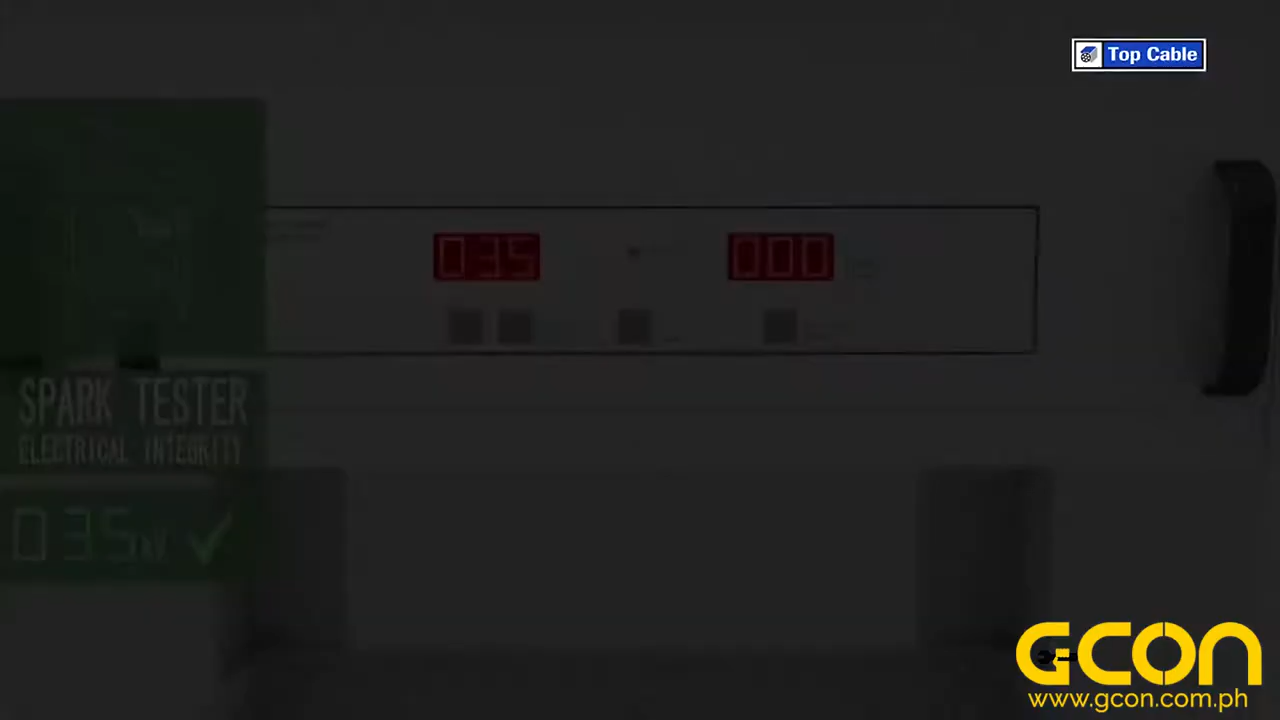 Top Cable
035
000
SPARK TESTER
ELECTRICAL INTEGRITY
035kV
GCON
www.gcon.com.ph